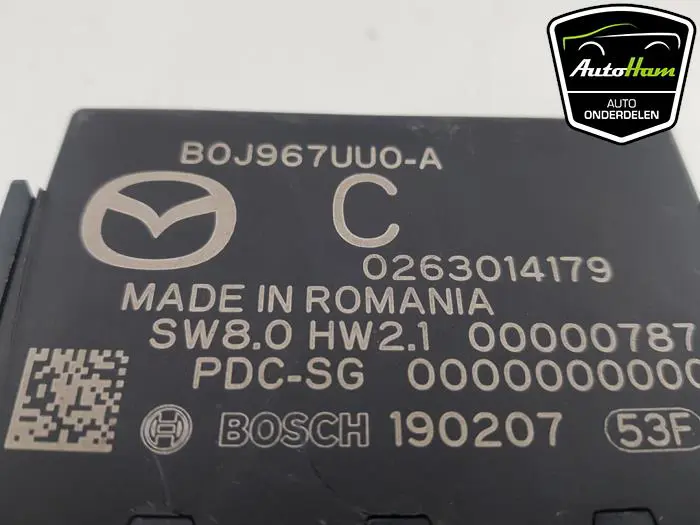 AutoHam
AUTO
ONDERDELEN
B0J967UU0-A
C
0263014179
MADE IN ROMANIA
SW8.0 HW2.1 00000787
PDC-SG 0000000000
BOSCH 190207 53F